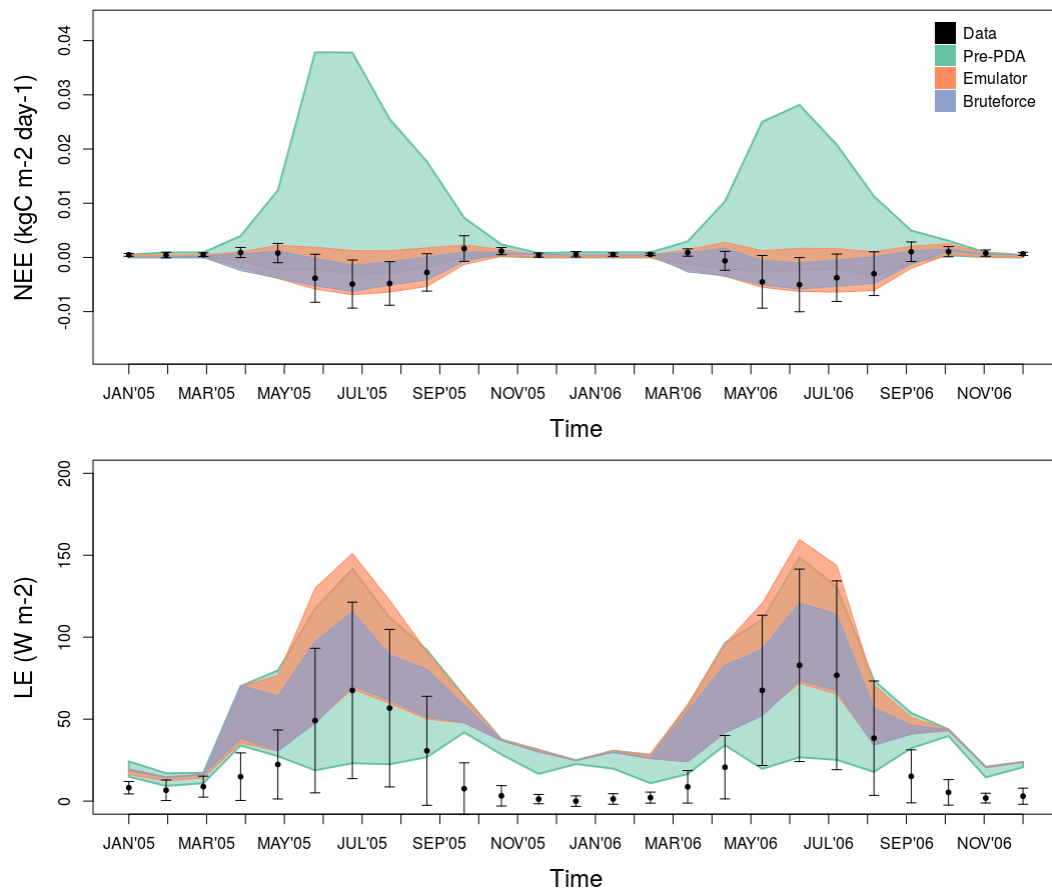 NEE (kgC m-2 day-1)
0.04
0.03
0.02
0.01
0.00
-0.01
Data
Pre-PDA
Emulator
Bruteforce
JAN'05 MAR'05 MAY'05 JUL'05 SEP'05 NOV'05 JAN'06 MAR'06 MAY'06 JUL'06 SEP'06 NOV'06
Time
LE (W m-2)
200
150
100
50
0
JAN'05 MAR'05 MAY'05 JUL'05 SEP'05 NOV'05 JAN'06 MAR'06 MAY'06 JUL'06 SEP'06 NOV'06
Time